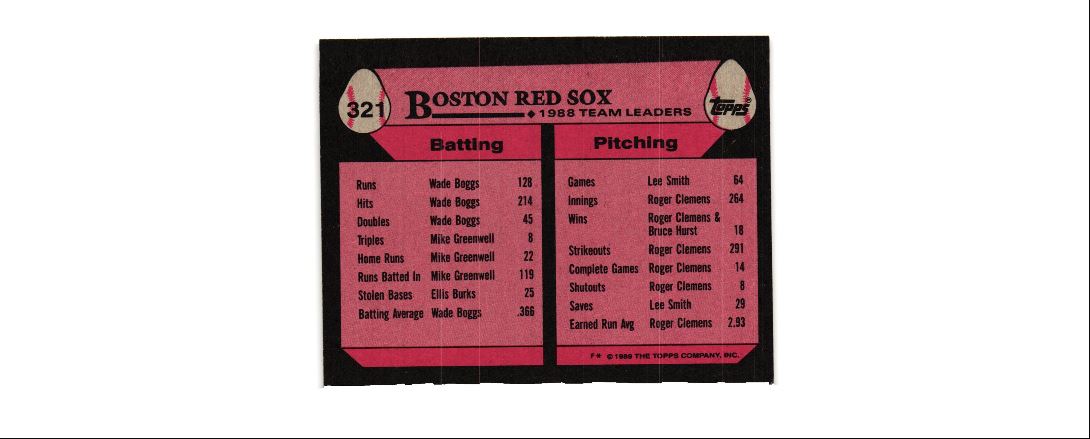 321
BOSTON RED SOX
◆ 1988 TEAM LEADERS
Topps®
Batting
Runs Wade Boggs 128
Hits Wade Boggs 214
Doubles Wade Boggs 45
Triples Mike Greenwell 8
Home Runs Mike Greenwell 22
Runs Batted In Mike Greenwell 119
Stolen Bases Ellis Burks 25
Batting Average Wade Boggs .366
Pitching
Games Lee Smith 64
Innings Roger Clemens 264
Wins Roger Clemens &
Bruce Hurst 18
Strikeouts Roger Clemens 291
Complete Games Roger Clemens 14
Shutouts Roger Clemens 8
Saves Lee Smith 29
Earned Run Avg Roger Clemens 2.93
F* © 1989 THE TOPPS COMPANY, INC.